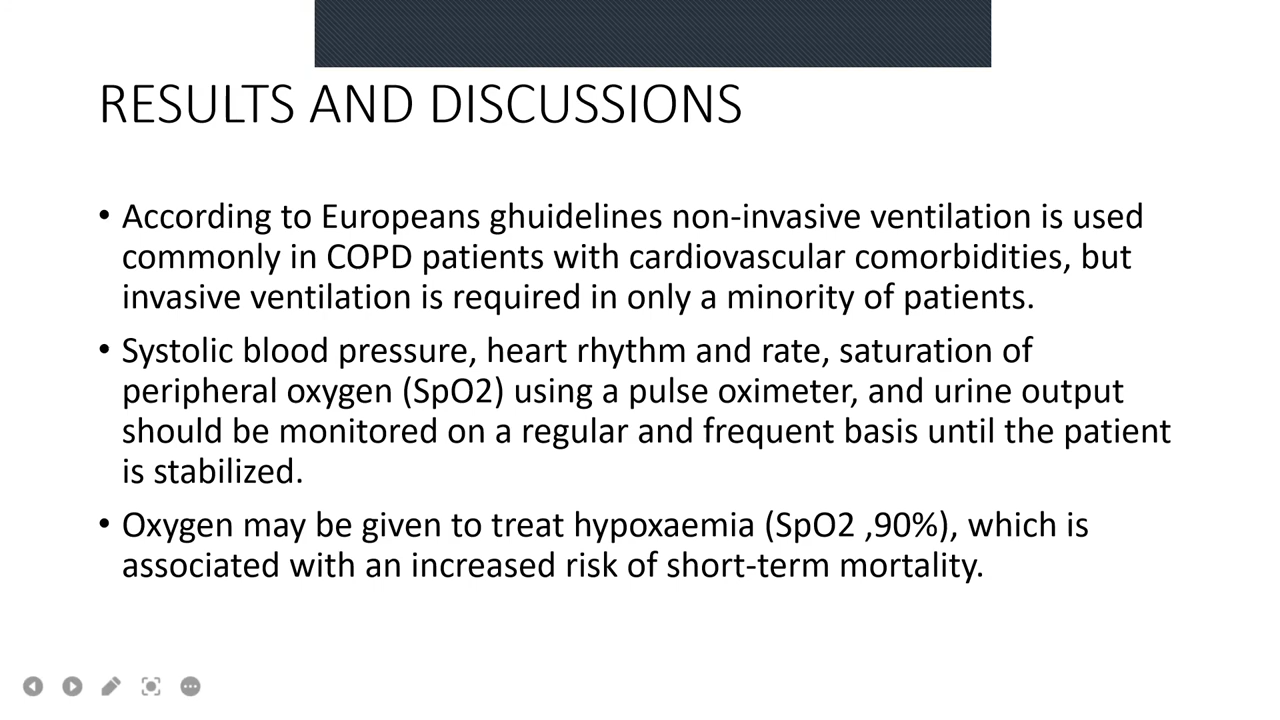 RESULTS AND DISCUSSIONS
• According to Europeans ghuidelines non-invasive ventilation is used
commonly in COPD patients with cardiovascular comorbidities, but
invasive ventilation is required in only a minority of patients.
• Systolic blood pressure, heart rhythm and rate, saturation of
peripheral oxygen (SpO2) using a pulse oximeter, and urine output
should be monitored on a regular and frequent basis until the patient
is stabilized.
• Oxygen may be given to treat hypoxaemia (SpO2 ,90%), which is
associated with an increased risk of short-term mortality.